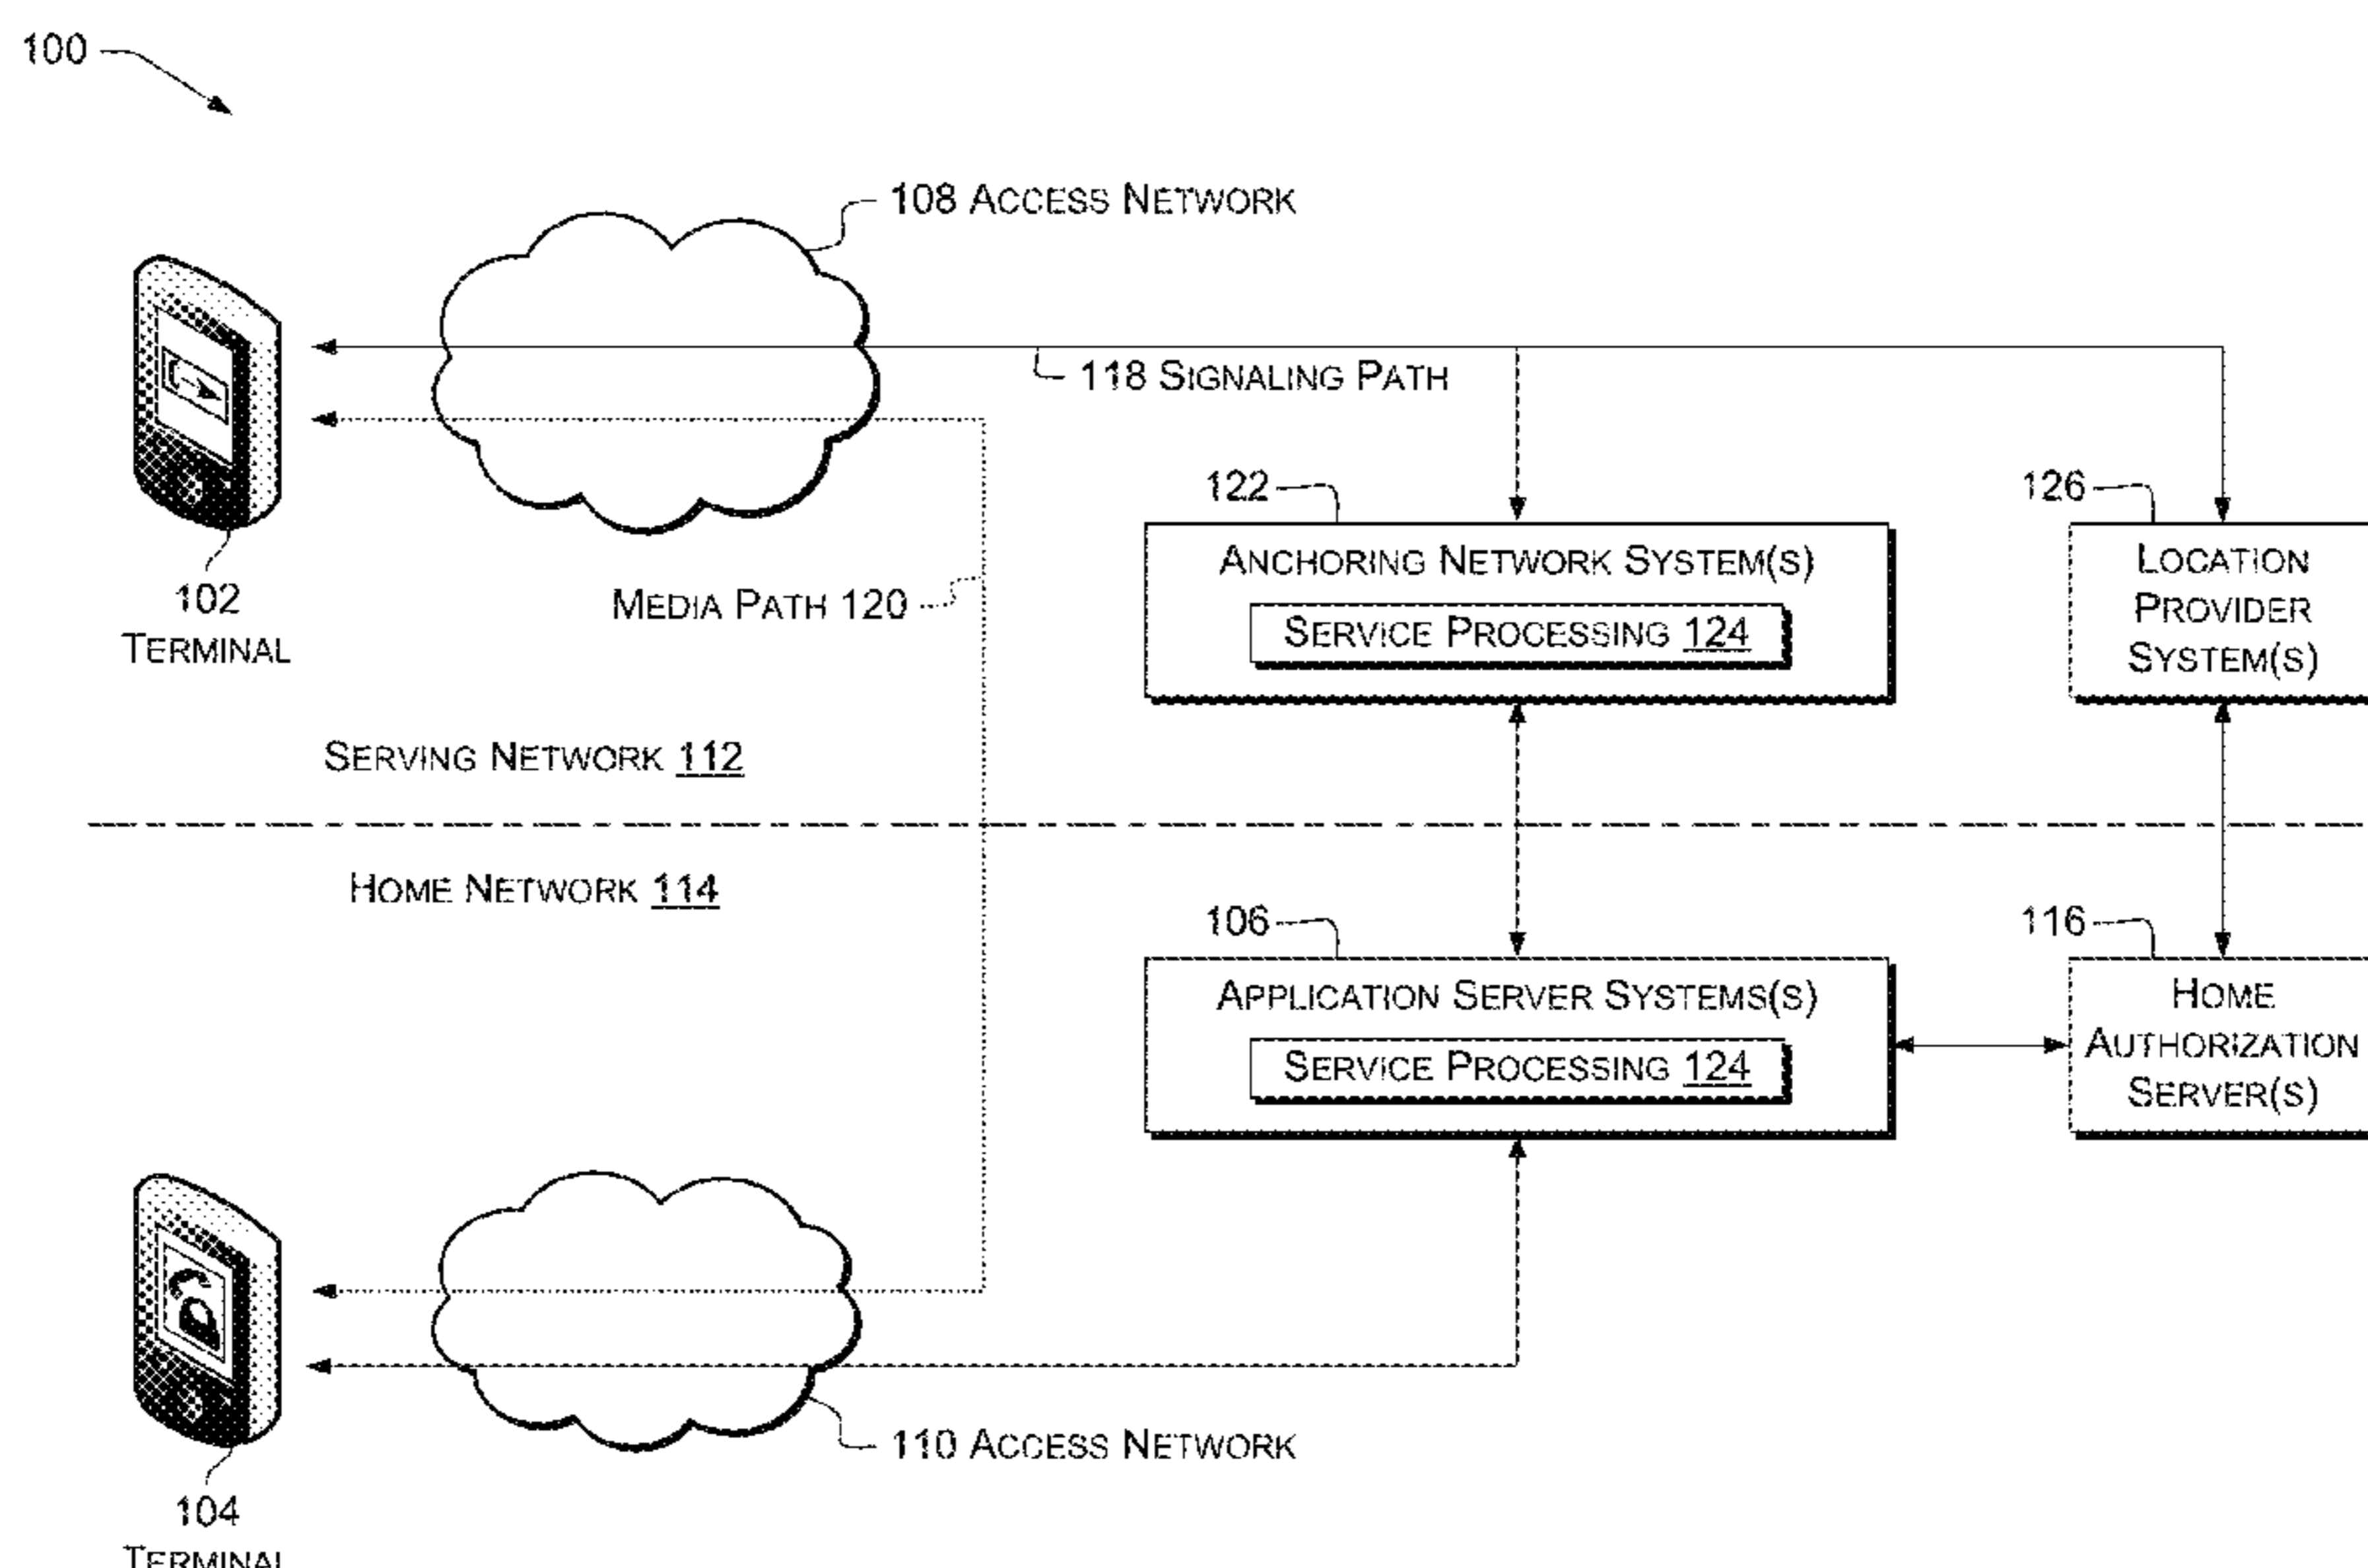 100
108 ACCESS NETWORK
118 SIGNALING PATH
122
126
ANCHORING NETWORK SYSTEM(S)
SERVICE PROCESSING 124
LOCATION
PROVIDER
SYSTEM(S)
102
TERMINAL
MEDIA PATH 120
SERVING NETWORK 112
HOME NETWORK 114
106
116
APPLICATION SERVER SYSTEMS(S)
SERVICE PROCESSING 124
HOME
AUTHORIZATION
SERVER(S)
110 ACCESS NETWORK
104
TERMINAL